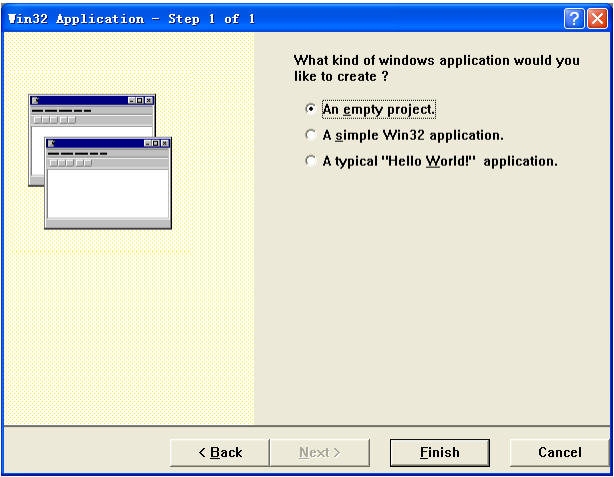 Win32 Application - Step 1 of 1
What kind of windows application would you
like to create ?
An empty project.
A simple Win32 application.
A typical "Hello World!" application.
< Back
Next >
Finish
Cancel